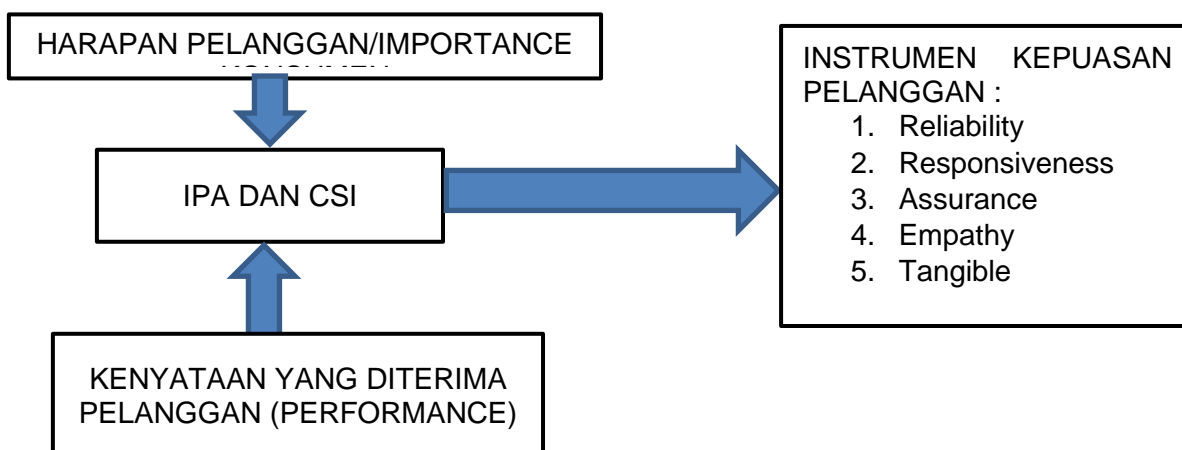 HARAPAN PELANGGAN/IMPORTANCE
IPA DAN CSI
KENYATAAN YANG DITERIMA
PELANGGAN (PERFORMANCE)
INSTRUMEN KEPUASAN
PELANGGAN :
1. Reliability
2. Responsiveness
3. Assurance
4. Empathy
5. Tangible